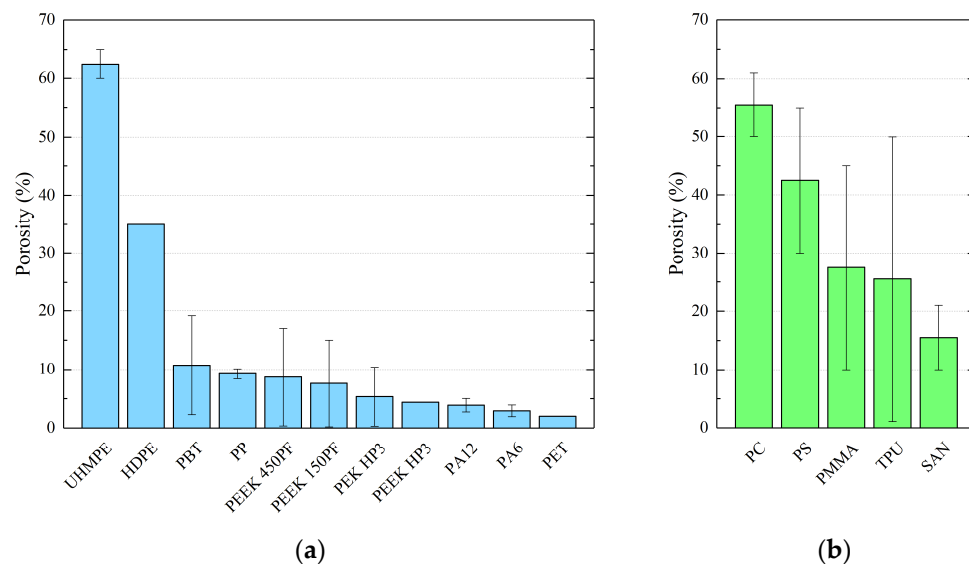 70
60
50
40
30
20
10
0
Porosity (%)
UHMPE
HDPE
PBT
PP
PEEK 450PF
PEEK 150PF
PEK HP3
PEEK HP3
PA12
PA6
PET
(a)
70
60
50
40
30
20
10
0
Porosity (%)
PC
PS
PMMA
TPU
SAN
(b)